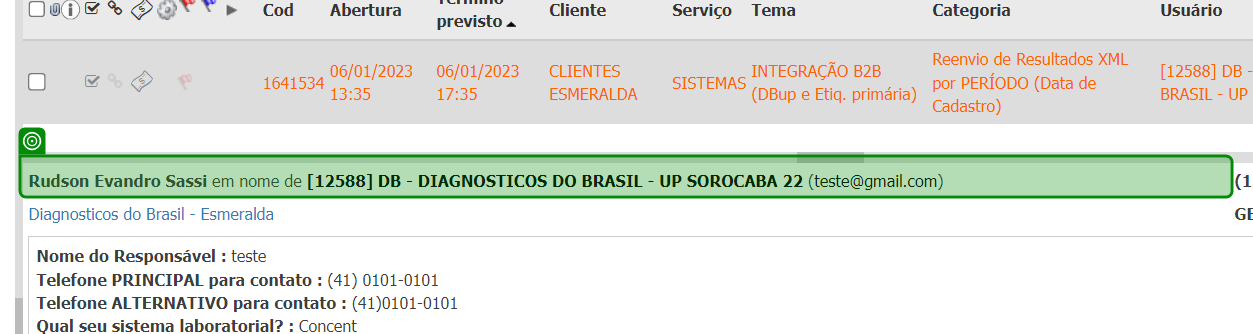 Cod Abertura Término previsto Cliente Serviço Tema Categoria Usuário
1641534 06/01/2023 13:35 06/01/2023 17:35 CLIENTES ESMERALDA SISTEMAS INTEGRAÇÃO B2B (DBup e Etiq. primária) Reenvio de Resultados XML por PERÍODO (Data de Cadastro) [12588] DB - BRASIL - UP
Rudson Evandro Sassi em nome de [12588] DB - DIAGNOSTICOS DO BRASIL - UP SOROCABA 22 (teste@gmail.com) (1
Diagnosticos do Brasil - Esmeralda GE
Nome do Responsável : teste
Telefone PRINCIPAL para contato : (41) 0101-0101
Telefone ALTERNATIVO para contato : (41)0101-0101
Qual seu sistema laboratorial? : Concent